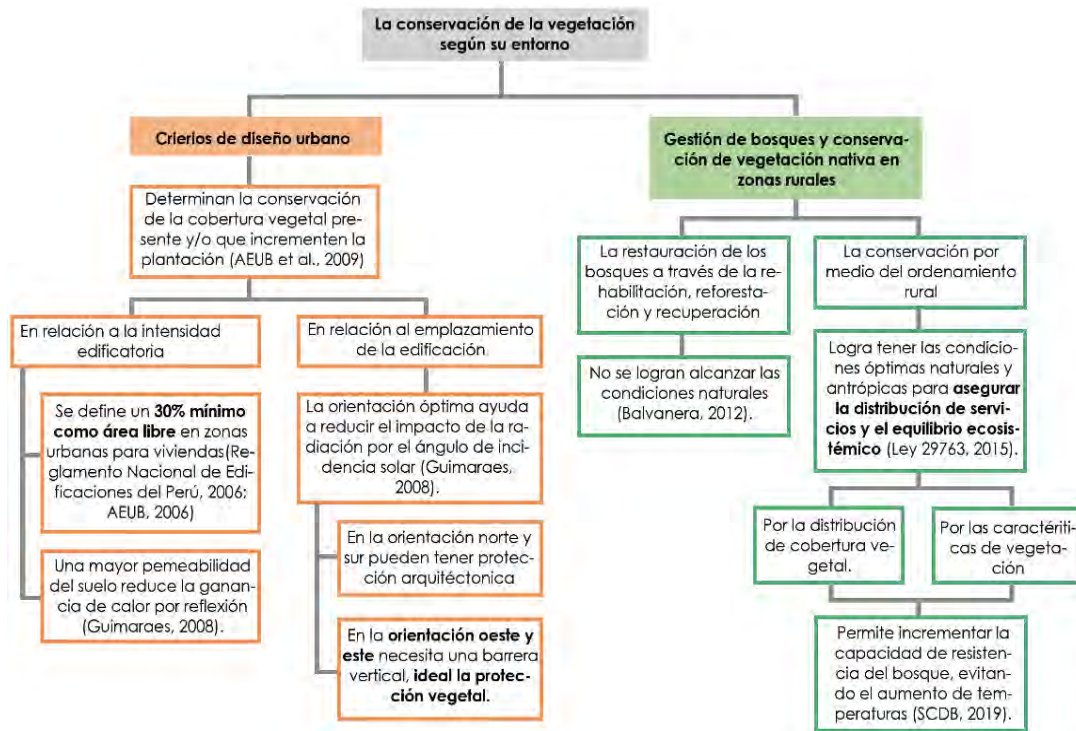 La conservación de la vegetación
según su entorno
Crierios de diseño urbano
Determinan la conservación
de la cobertura vegetal pre-
sente y/o que incrementen la
plantación (AEUB et al., 2009)
En relación a la intensidad
edificatoria
Se define un 30% mínimo
como área libre en zonas
urbanas para viviendas(Re-
glamento Nacional de Edi-
ficaciones del Perú, 2006;
AEUB, 2006)
Una mayor permeabilidad
del suelo reduce la ganan-
cia de calor por reflexión
(Guimaraes, 2008).
En relación al emplazamiento
de la edificación
La orientación óptima ayuda
a reducir el impacto de la ra-
diación por el ángulo de inci-
dencia solar (Guimaraes,
2008).
En la orientación norte y
sur pueden tener protec-
ción arquitéctonica
En la orientación oeste y
este necesita una barrera
vertical, ideal la protec-
ción vegetal.
Gestión de bosques y conserva-
ción de vegetación nativa en
zonas rurales
La restauración de los
bosques a través de la re-
habilitación, reforesta-
ción y recuperación
No se logran alcanzar las
condiciones naturales
(Balvanera, 2012).
La conservación por
medio del ordenamiento
rural
Logra tener las condicio-
nes óptimas naturales y
antrópicas para asegurar
la distribución de servi-
cios y el equilibrio ecosis-
témico (Ley 29763, 2015).
Por la distribución
de cobertura ve-
getal.
Por las caractéríti-
cas de vegeta-
ción
Permite incrementar la
capacidad de resisten-
cia del bosque, evitan-
do el aumento de tem-
peraturas (SCDB, 2019).